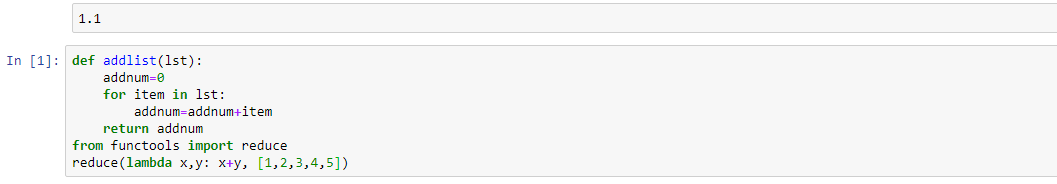 1.1
In [1]: def addlist(lst):
    addnum=0
    for item in lst:
        addnum=addnum+item
    return addnum
from functools import reduce
reduce(lambda x,y: x+y, [1,2,3,4,5])